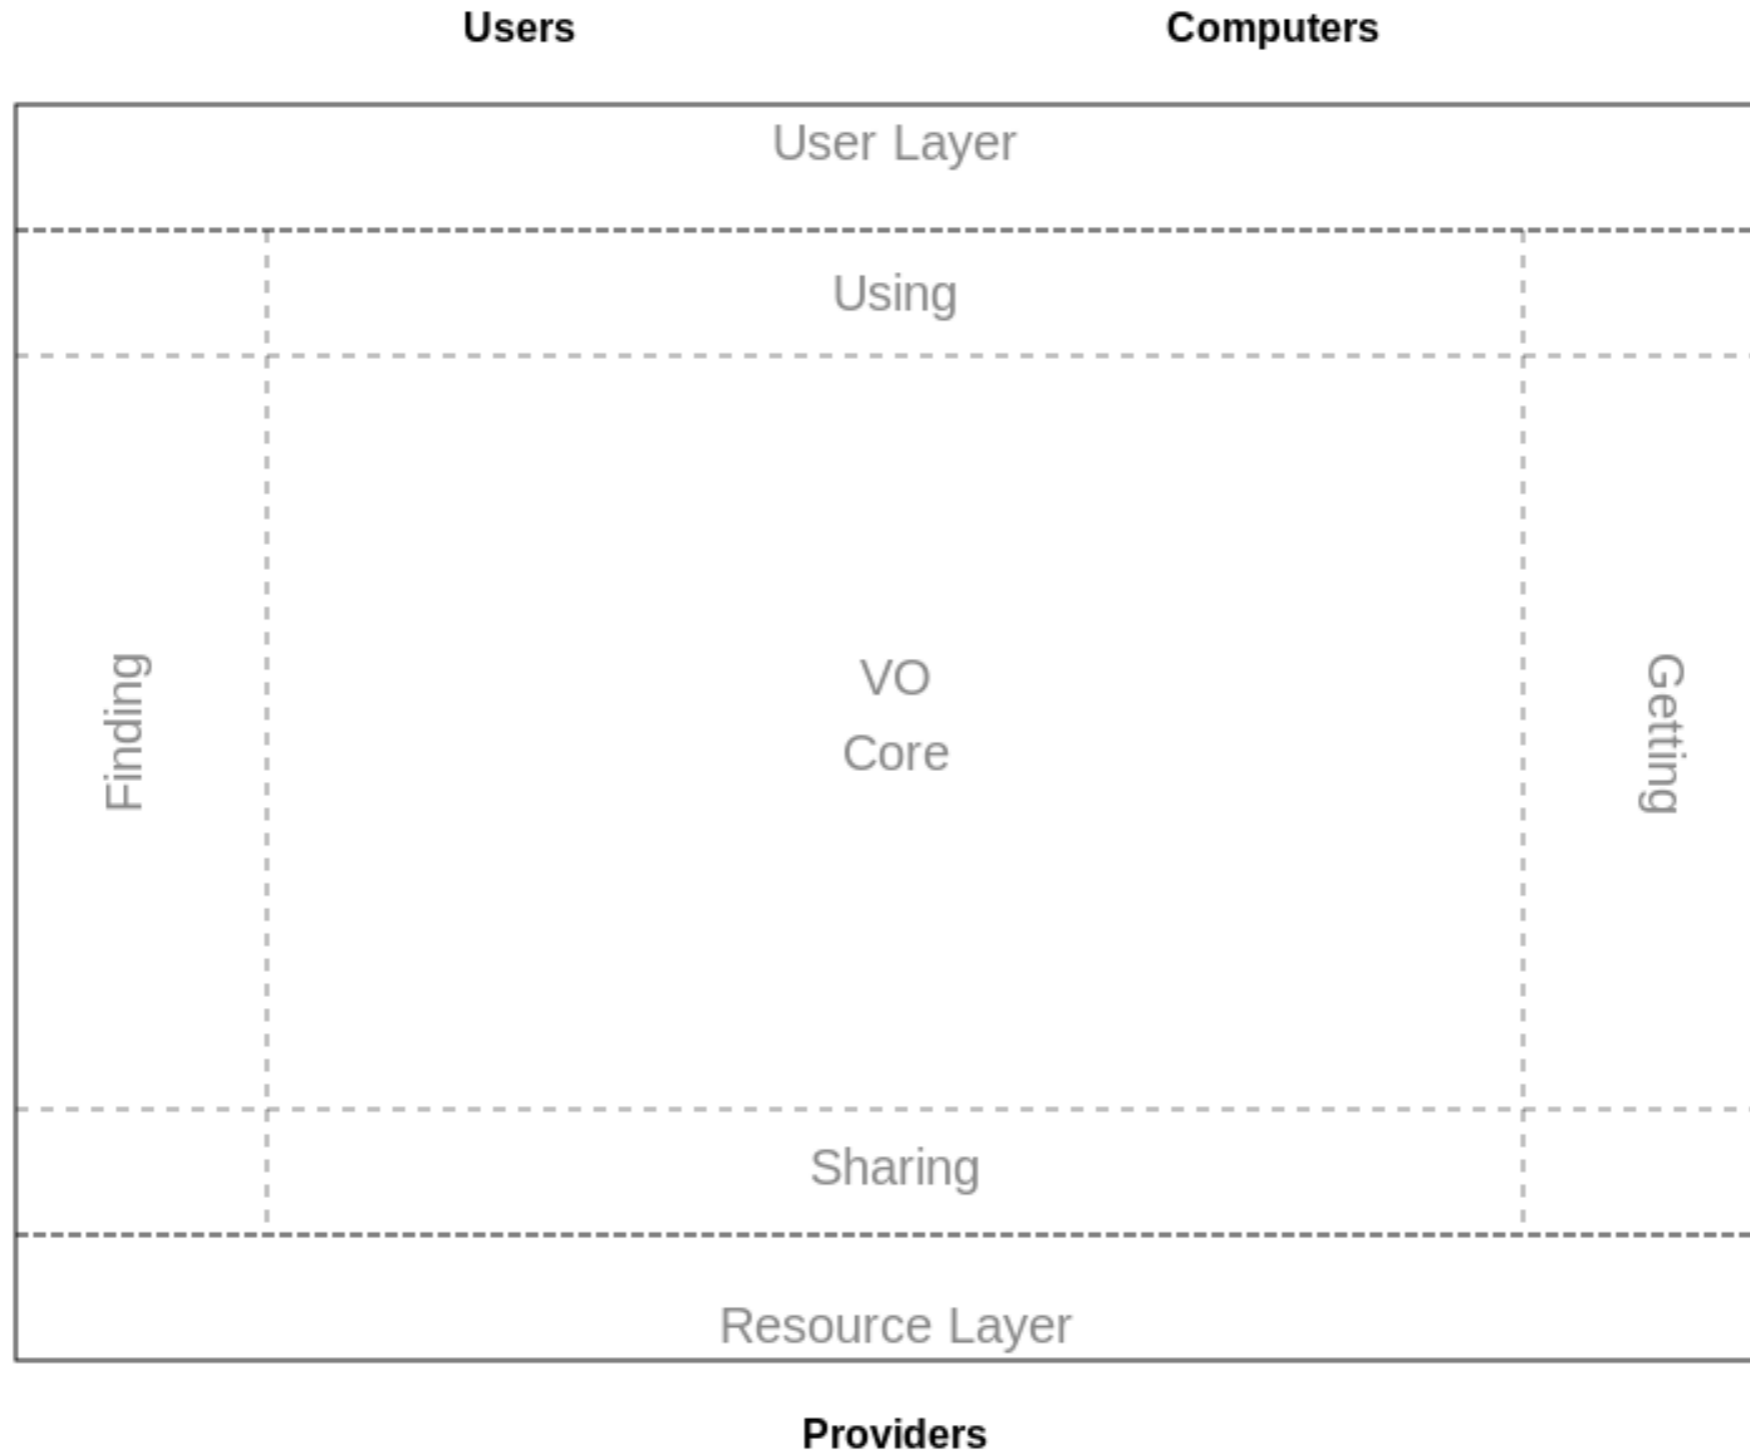 Users
Computers
User Layer
Using
Finding
VO
Core
Getting
Sharing
Resource Layer
Providers